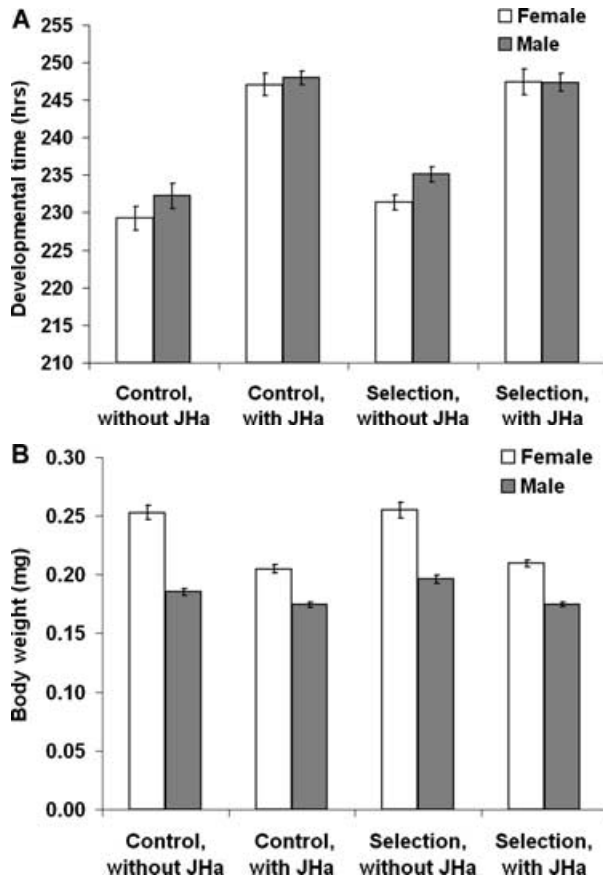 A
Female
Male
Developmental time (hrs)
255
250
245
240
235
230
225
220
215
210
Control, without JHa
Control, with JHa
Selection, without JHa
Selection, with JHa
B
Female
Male
Body weight (mg)
0.30
0.25
0.20
0.15
0.10
0.05
0.00
Control, without JHa
Control, with JHa
Selection, without JHa
Selection, with JHa